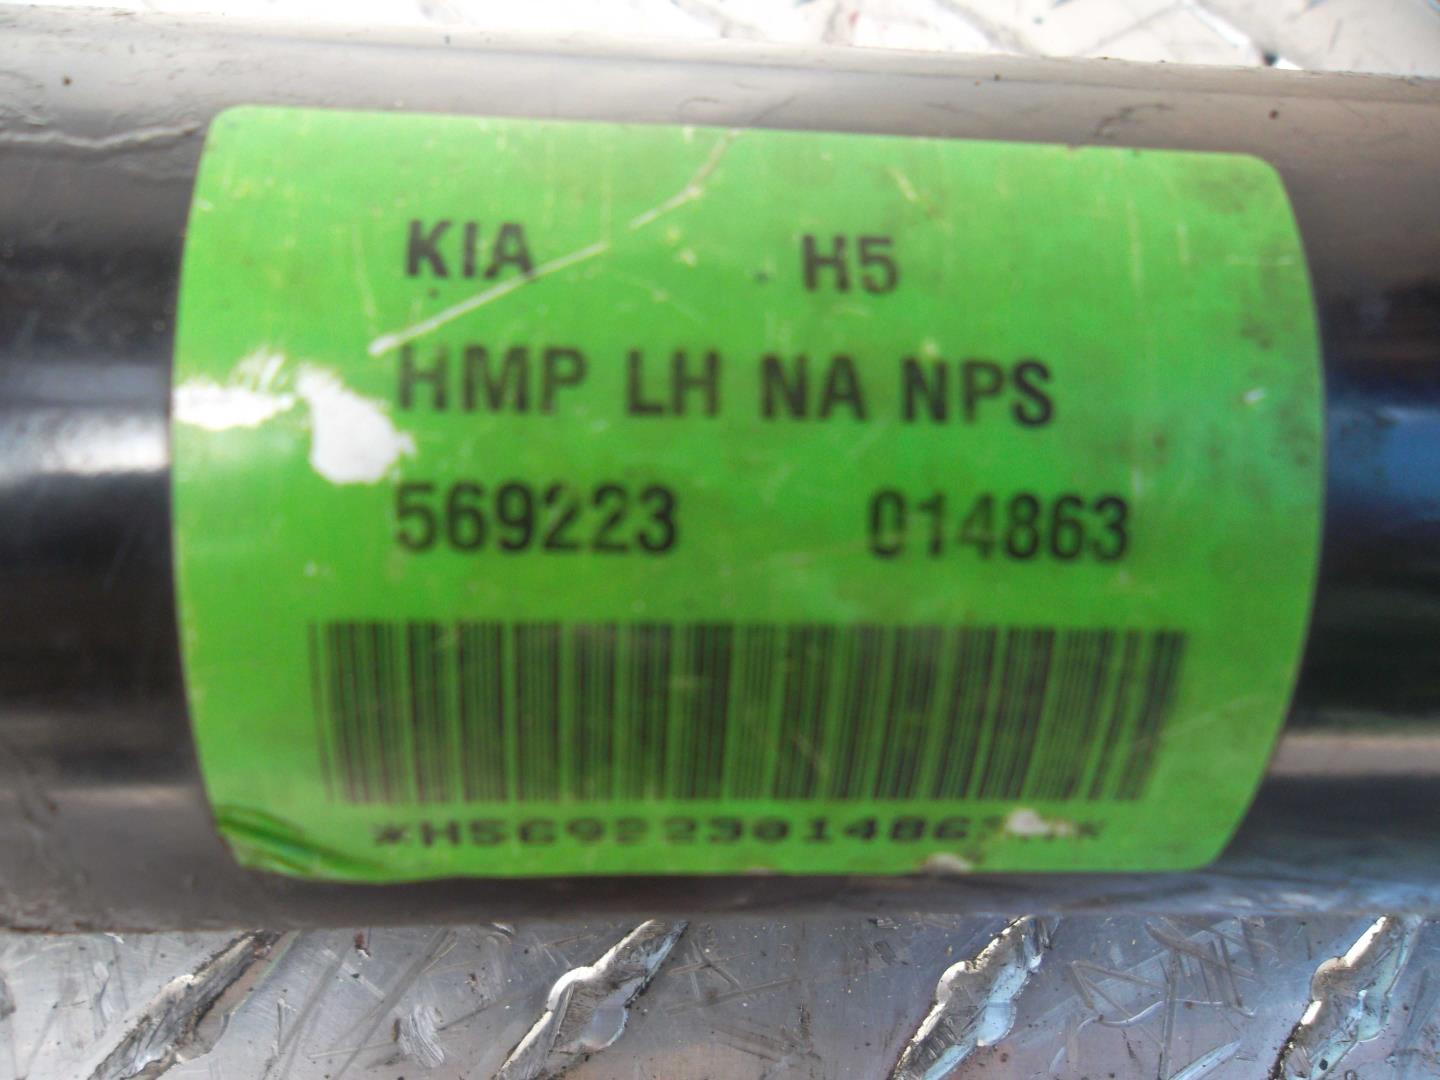 KIA H5
HMP LH NA NPS
569223 014863